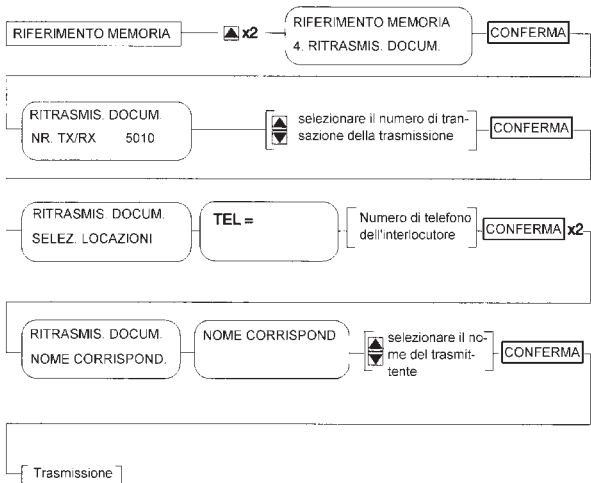 RIFERIMENTO MEMORIA
x2
RIFERIMENTO MEMORIA
4. RITRASMIS. DOCUM.
CONFERMA
RITRASMIS. DOCUM.
NR. TX/RX 5010
selezionare il numero di tran-
sazione della trasmissione
CONFERMA
RITRASMIS. DOCUM.
SELEZ. LOCAZIONI
TEL =
Numero di telefono
dell'interlocutore
CONFERMA x2
RITRASMIS. DOCUM.
NOME CORRISPOND.
NOME CORRISPOND
selezionare il no-
me del trasmit-
tente
CONFERMA
Trasmissione